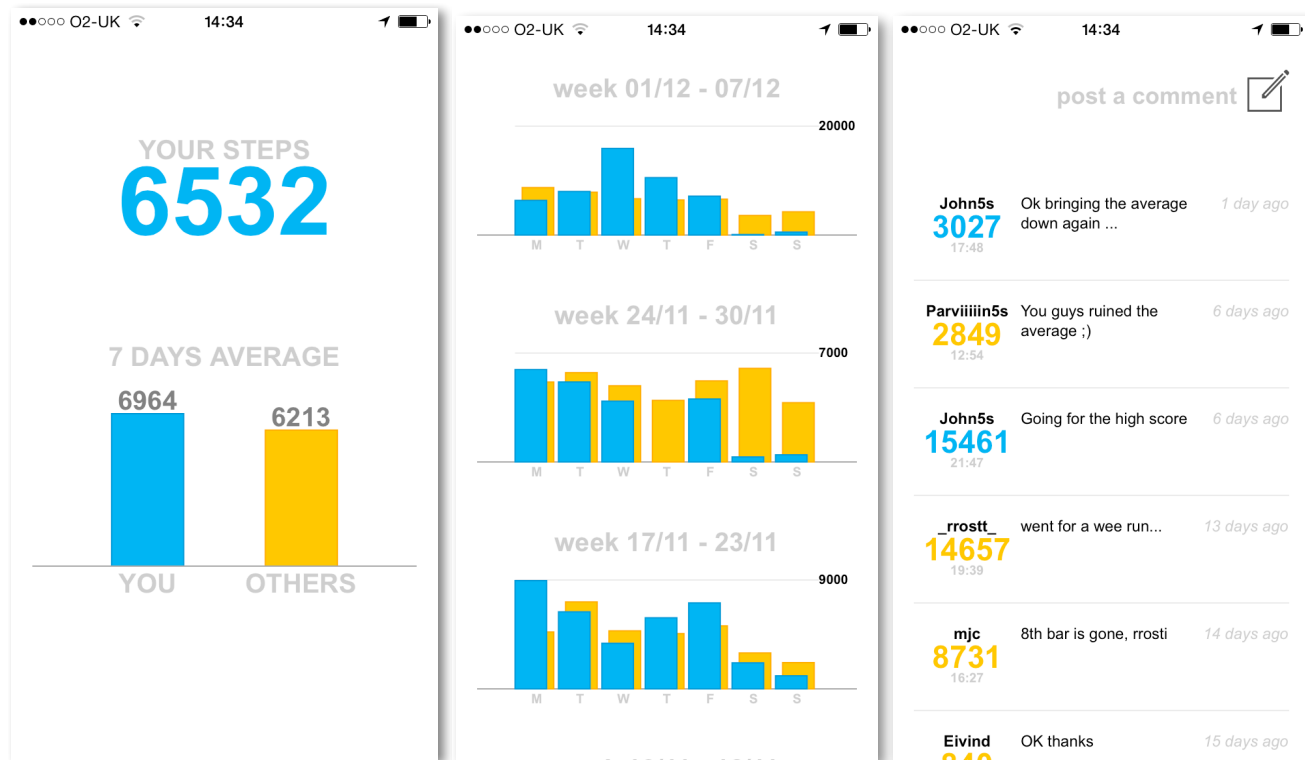 O2-UK 14:34
YOUR STEPS
6532
7 DAYS AVERAGE
6964
6213
YOU OTHERS
O2-UK 14:34
week 01/12 - 07/12
20000
M T W T F S S
week 24/11 - 30/11
7000
M T W T F S S
week 17/11 - 23/11
9000
M T W T F S S
O2-UK 14:34
post a comment
John5s Ok bringing the average 1 day ago
3027 down again ...
17:48
Parviiiiin5s You guys ruined the 6 days ago
2849 average ;)
12:54
John5s Going for the high score 6 days ago
15461
21:47
_rrostt_ went for a wee run... 13 days ago
14657
19:39
mjc 8th bar is gone, rrosti 14 days ago
8731
16:27
Eivind OK thanks 15 days ago